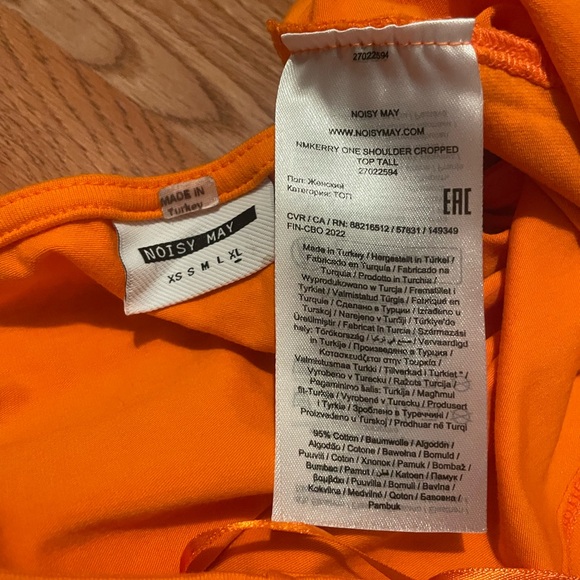 MADE IN
Turkey
NOISY MAY
XS S M L XL
27022594
NOISY MAY
WWW.NOISYMAY.COM
NMKERRY ONE SHOULDER CROPPED
TOP TALL
27022594
Пол: Женский
Категория: ТОП
EAC
CVR / CA / RN: 88216512 / 57831 / 149349
FIN-CBO 2022
Made in Turkey / Hergestellt in Türkei /
Fabricado en Turquía / Fabricado na
Turquia / Prodotto in Turchia /
Wyprodukowano w Turcja / Fremstillet i
Tyrkiet / Valmistatud Türgis / Fabriqué en
Turquie / Сделано в Турции / Izrađeno u
Turskoj / Narejeno v Turčiji / Türkiye'de
Üretilmiştir / Fabricat în Turcia / Származási
hely: Törökország / صنع في تركيا / Vervaardigd
in Turkije / Произведено в Турция /
Κατασκευάζεται στην Τουρκία /
Valmistusmaa Turkki / Tillverkad i Turkiet /
Vyrobeno v Turecku / Ražots Turcija /
Pagaminimo šalis: Turkija / Magħmul
fit-Turkija / Vyrobené v Turecku / Produsert
i Tyrkia / Зроблено в Туреччині /
Proizvedeno u Turskoj / Prodhuar në Turqi
95% Cotton / Baumwolle / Algodón /
Algodão / Cotone / Bawełna / Bomuld /
Puuvill / Coton / Хлопок / Pamuk / Bombaž
Bumbac / Pamut / قطن / Katoen / Памук /
βαμβάκι / Puuvilla / Bomull / Bavlna /
Kokvilna / Medvilnė / Qoton / Бавовна /
Pambuk